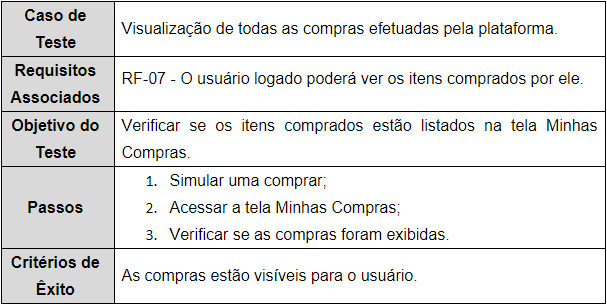 Caso de
Teste
Visualização de todas as compras efetuadas pela plataforma.
Requisitos
Associados
RF-07 - O usuário logado poderá ver os itens comprados por ele.
Objetivo do
Teste
Verificar se os itens comprados estão listados na tela Minhas
Compras.
Passos
1. Simular uma comprar;
2. Acessar a tela Minhas Compras;
3. Verificar se as compras foram exibidas.
Critérios de
Êxito
As compras estão visíveis para o usuário.